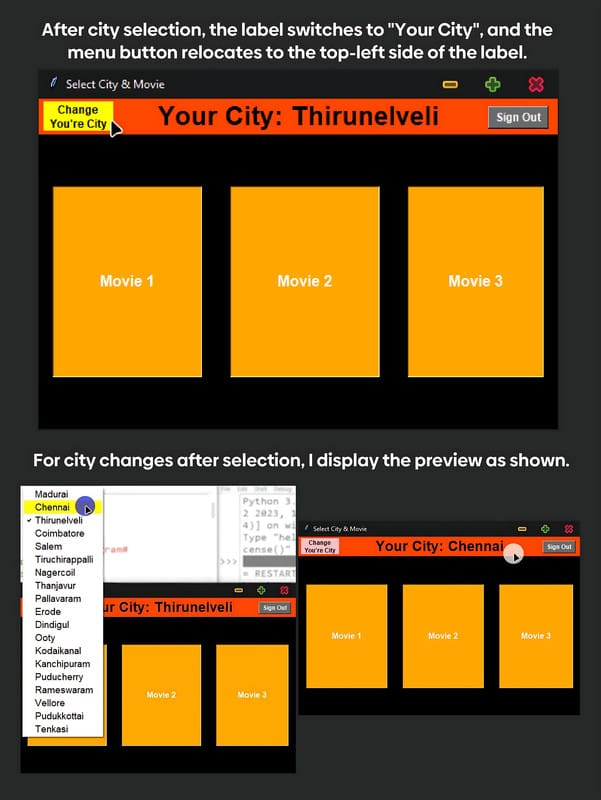 After city selection, the label switches to "Your City", and the
menu button relocates to the top-left side of the label.
Select City & Movie
Change
You're City
Your City: Thirunelveli
Sign Out
Movie 1
Movie 2
Movie 3
For city changes after selection, I display the preview as shown.
Madurai
Chennai
Thirunelveli
Coimbatore
Salem
Tiruchirappalli
Nagercoil
Thanjavur
Pallavaram
Erode
Dindigul
Ooty
Kodaikanal
Kanchipuram
Puducherry
Rameswaram
Vellore
Pudukkottai
Tenkasi
ram#
Python 3.
2 2023, 1
4)] on wi
Type "hel
cense()"
>>>
= RESTART
ur City: Thirunelveli
Sign Out
Movie 2
Movie 3
Select City & Movie
Change
You're City
Your City: Chennai
Sign Out
Movie 1
Movie 2
Movie 3